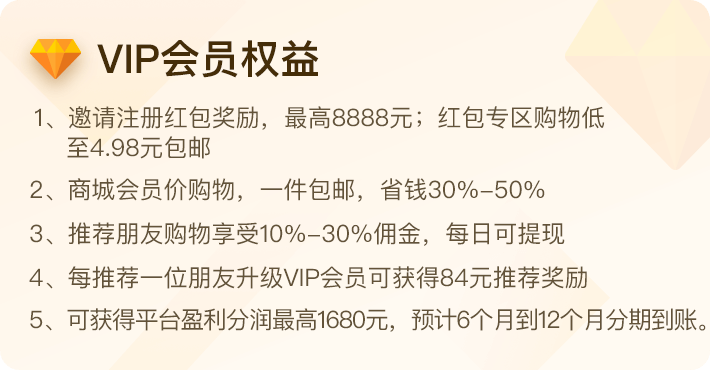 VIP会员权益
1、邀请注册红包奖励，最高8888元；红包专区购物低
至4.98元包邮
2、商城会员价购物，一件包邮，省钱30%-50%
3、推荐朋友购物享受10%-30%佣金，每日可提现
4、每推荐一位朋友升级VIP会员可获得84元推荐奖励
5、可获得平台盈利分润最高1680元，预计6个月到12个月分期到账。